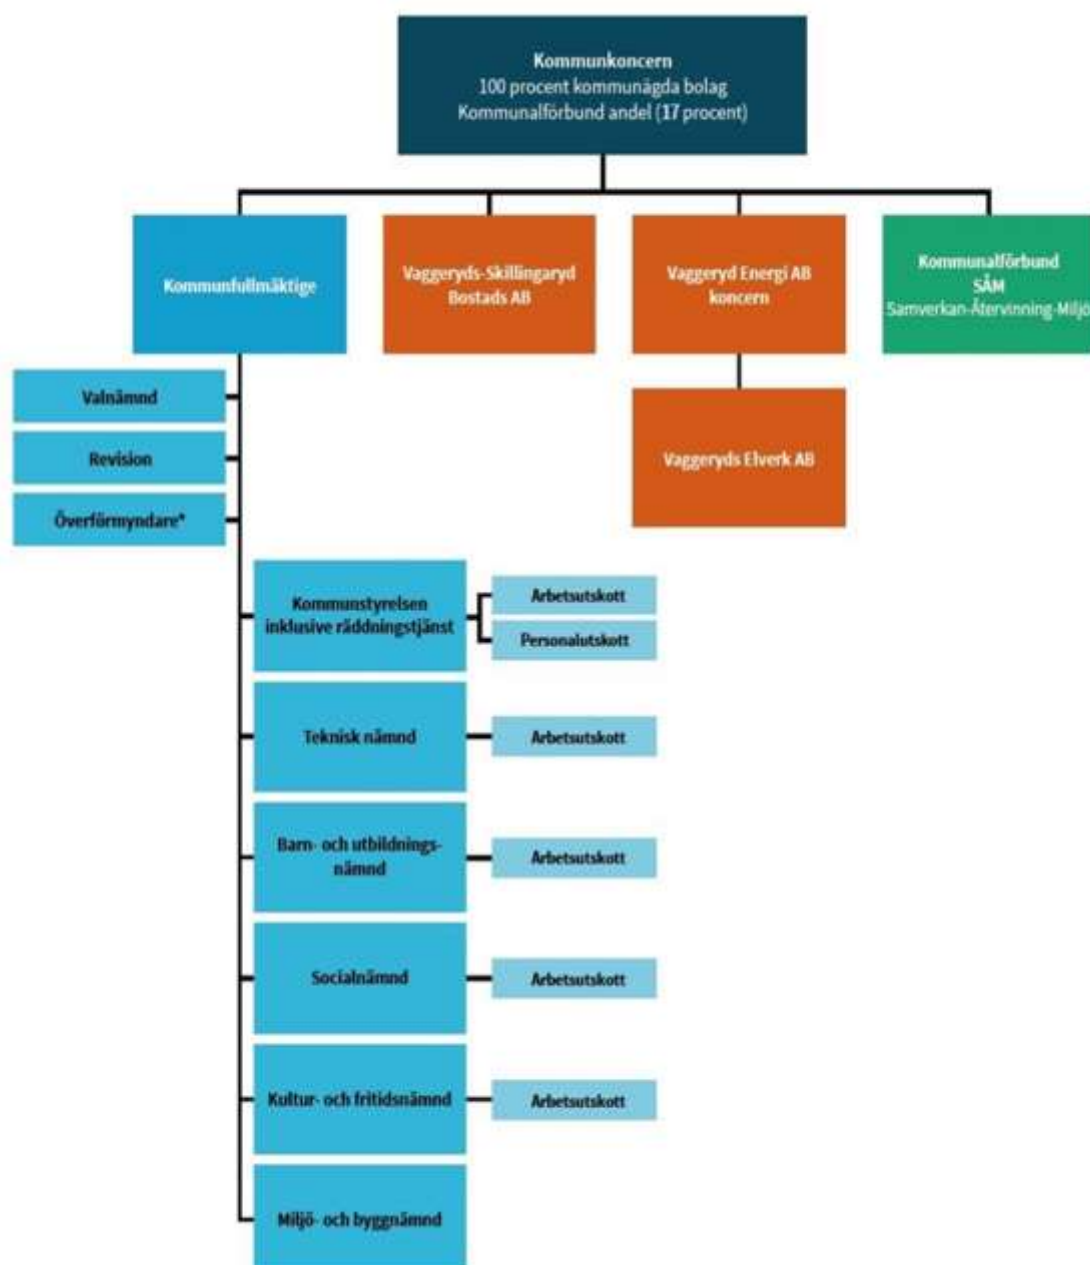 Kommunkoncern
100 procent kommunägda bolag
Kommunalförbund andel (17 procent)
Kommunfullmäktige
Vaggeryds-Skillingaryd
Bostads AB
Vaggeryd Energi AB
koncern
Kommunalförbund
SÅM
Samverkan-Återvinning-Miljö
Valnämnd
Revision
Överförmyndare*
Vaggeryds Elverk AB
Kommunstyrelsen
inklusive räddningstjänst
Arbetsutskott
Personalutskott
Teknisk nämnd
Arbetsutskott
Barn- och utbildnings-
nämnd
Arbetsutskott
Socialnämnd
Arbetsutskott
Kultur- och fritidsnämnd
Arbetsutskott
Miljö- och byggnämnd